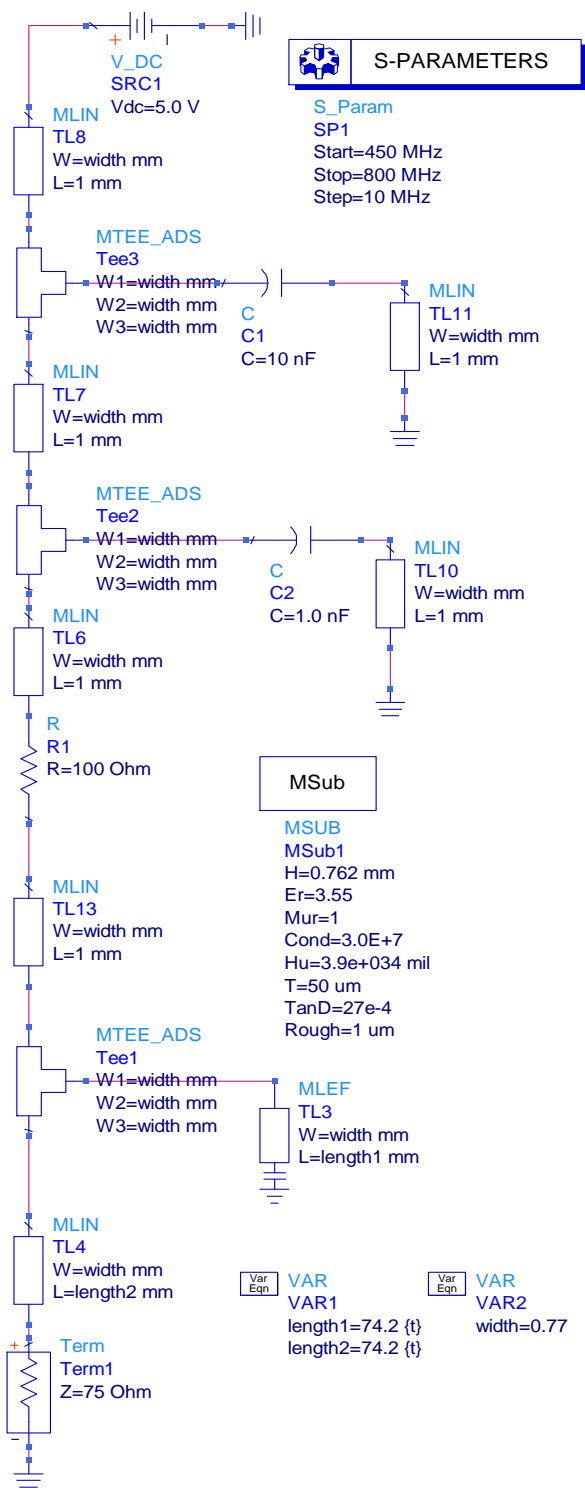 +
V_DC
SRC1
Vdc=5.0 V
S-PARAMETERS
S_Param
SP1
Start=450 MHz
Stop=800 MHz
Step=10 MHz
MLIN
TL8
W=width mm
L=1 mm
MTEE_ADS
Tee3
W1=width mm
W2=width mm
W3=width mm
C
C1
C=10 nF
MLIN
TL11
W=width mm
L=1 mm
MLIN
TL7
W=width mm
L=1 mm
MTEE_ADS
Tee2
W1=width mm
W2=width mm
W3=width mm
C
C2
C=1.0 nF
MLIN
TL10
W=width mm
L=1 mm
MLIN
TL6
W=width mm
L=1 mm
R
R1
R=100 Ohm
MSub
MSUB
MSub1
H=0.762 mm
Er=3.55
Mur=1
Cond=3.0E+7
Hu=3.9e+034 mil
T=50 um
TanD=27e-4
Rough=1 um
MLIN
TL13
W=width mm
L=1 mm
MTEE_ADS
Tee1
W1=width mm
W2=width mm
W3=width mm
MLEF
TL3
W=width mm
L=length1 mm
MLIN
TL4
W=width mm
L=length2 mm
Var
Eqn
VAR
VAR1
length1=74.2 {t}
length2=74.2 {t}
Var
Eqn
VAR
VAR2
width=0.77
+
Term
Term1
Z=75 Ohm
-